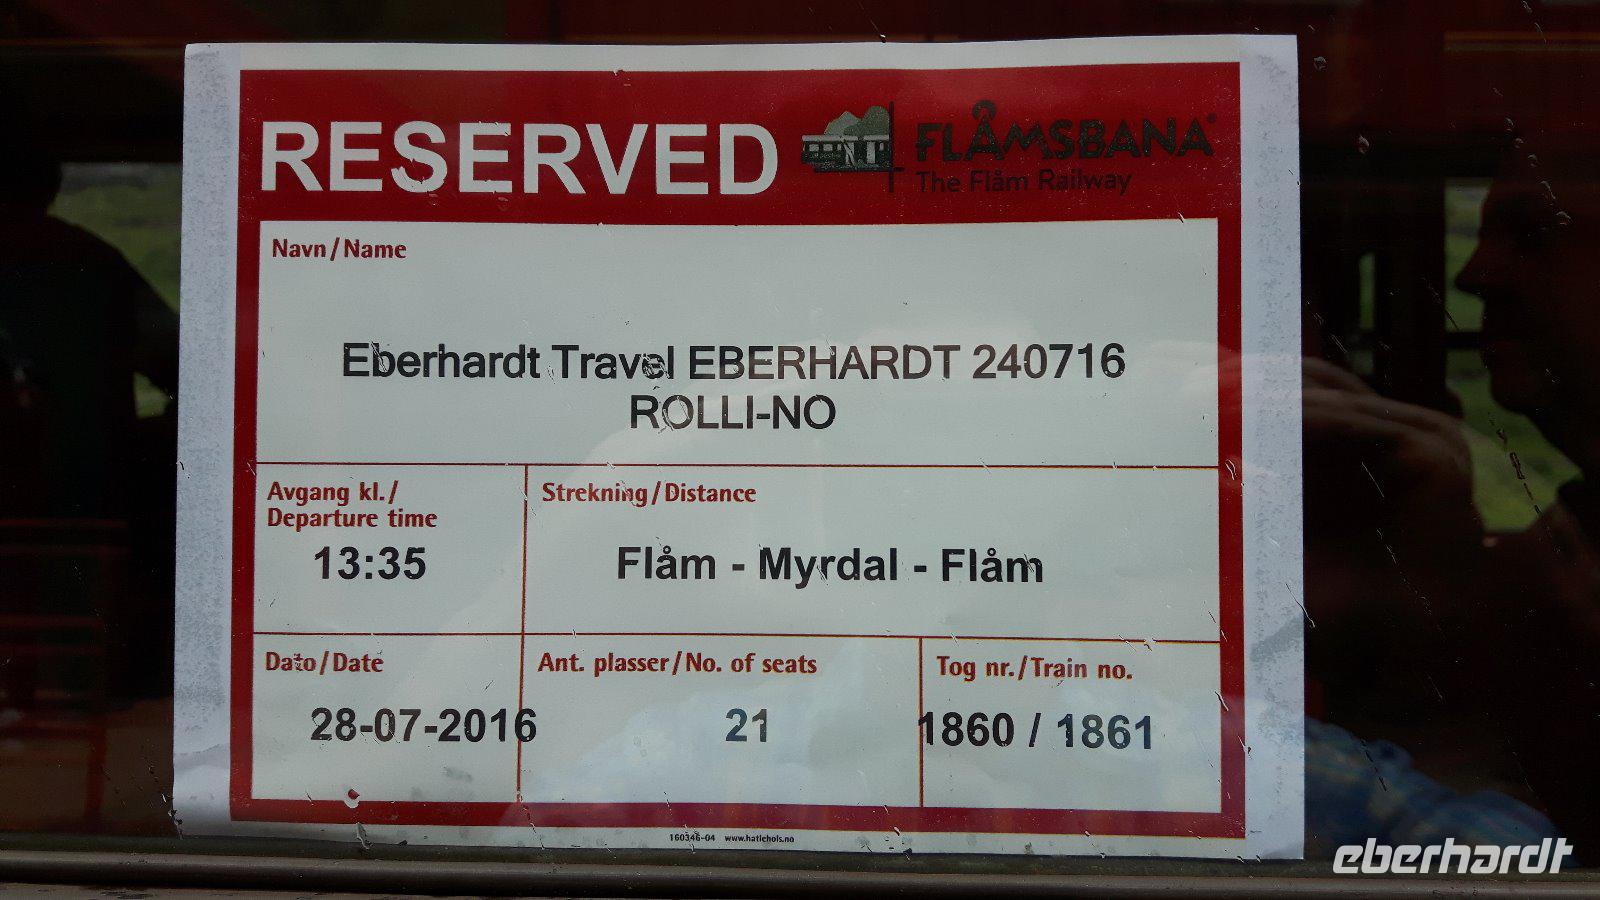 RESERVED
FLÅMSBANA®
The Flåm Railway
Navn/Name
Eberhardt Travel EBERHARDT 240716
ROLLI-NO
Avgang kl./
Departure time
13:35
Strekning/Distance
Flåm - Myrdal - Flåm
Dato/Date
28-07-2016
Ant. plasser/No. of seats
21
Tog nr./Train no.
1860 / 1861
160346-04 www.hatlehols.no
eberhardt